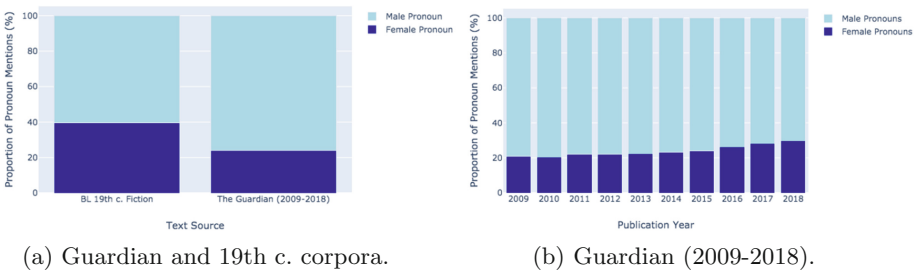 Proportion of Pronoun Mentions (%)
100
80
60
40
20
0
BL 19th c. Fiction
The Guardian (2009-2018)
Text Source
Male Pronoun
Female Pronoun
(a) Guardian and 19th c. corpora.
Proportion of Pronoun Mentions (%)
100
80
60
40
20
0
2009 2010 2011 2012 2013 2014 2015 2016 2017 2018
Publication Year
Male Pronouns
Female Pronouns
(b) Guardian (2009-2018).